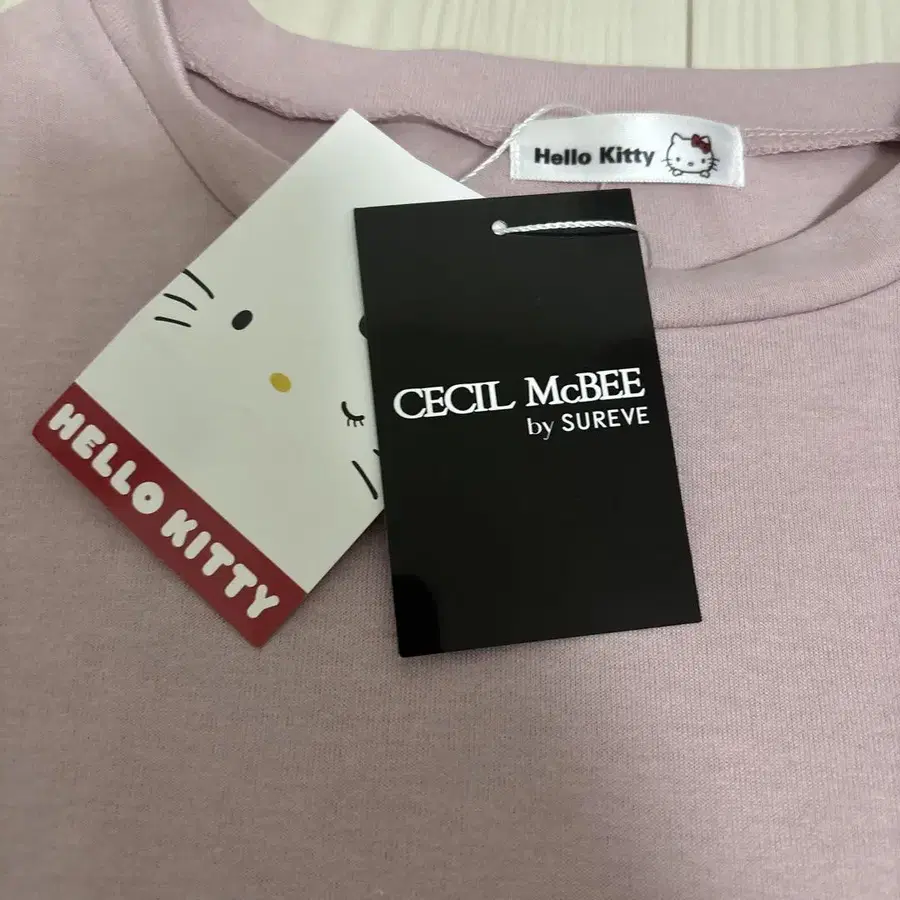 Hello Kitty
CECIL McBEE
by SUREVE
HELLO KITTY